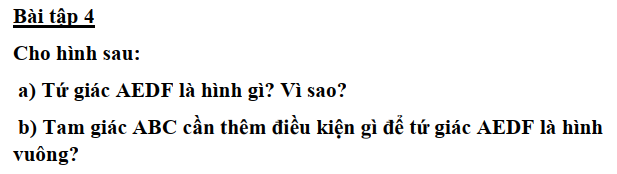 Bài tập 4
Cho hình sau:
a) Tứ giác AEDF là hình gì? Vì sao?
b) Tam giác ABC cần thêm điều kiện gì để tứ giác AEDF là hình
vuông?